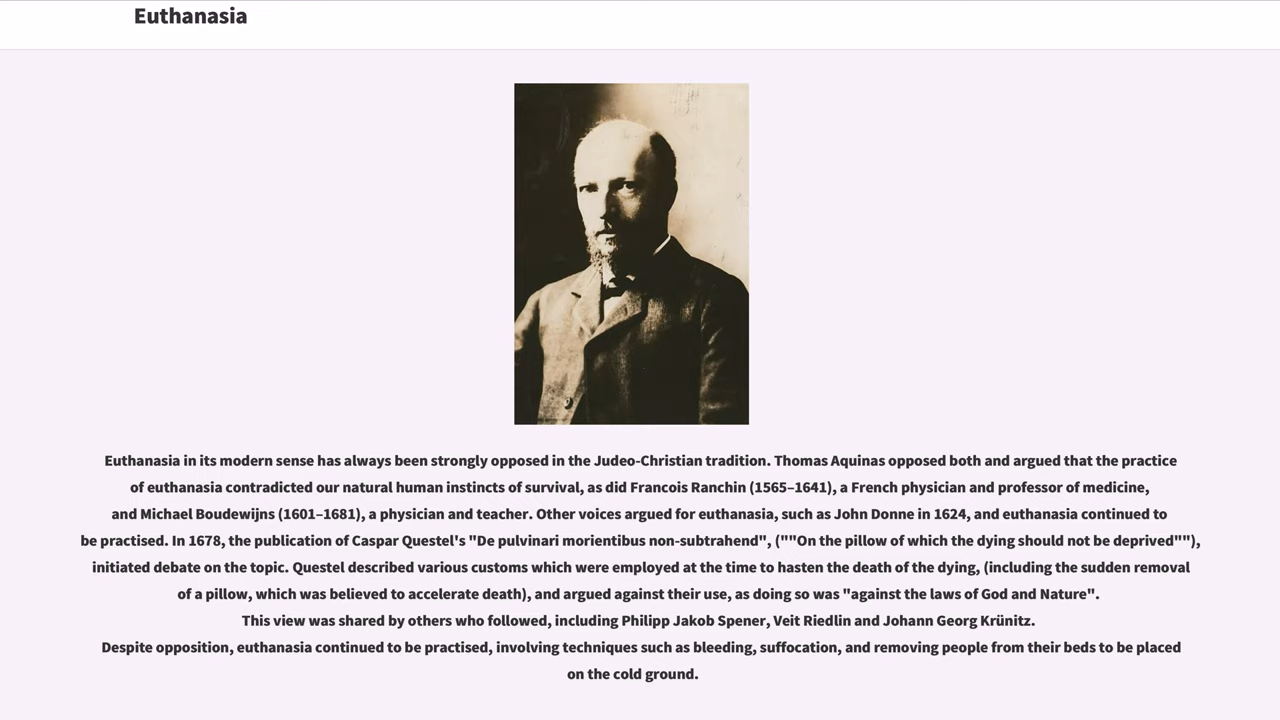 Euthanasia
Euthanasia in its modern sense has always been strongly opposed in the Judeo-Christian tradition. Thomas Aquinas opposed both and argued that the practice
of euthanasia contradicted our natural human instincts of survival, as did Francois Ranchin (1565–1641), a French physician and professor of medicine,
and Michael Boudewijns (1601–1681), a physician and teacher. Other voices argued for euthanasia, such as John Donne in 1624, and euthanasia continued to
be practised. In 1678, the publication of Caspar Questel's "De pulvinari morientibus non-subtrahend", (""On the pillow of which the dying should not be deprived""),
initiated debate on the topic. Questel described various customs which were employed at the time to hasten the death of the dying, (including the sudden removal
of a pillow, which was believed to accelerate death), and argued against their use, as doing so was "against the laws of God and Nature".
This view was shared by others who followed, including Philipp Jakob Spener, Veit Riedlin and Johann Georg Krünitz.
Despite opposition, euthanasia continued to be practised, involving techniques such as bleeding, suffocation, and removing people from their beds to be placed
on the cold ground.